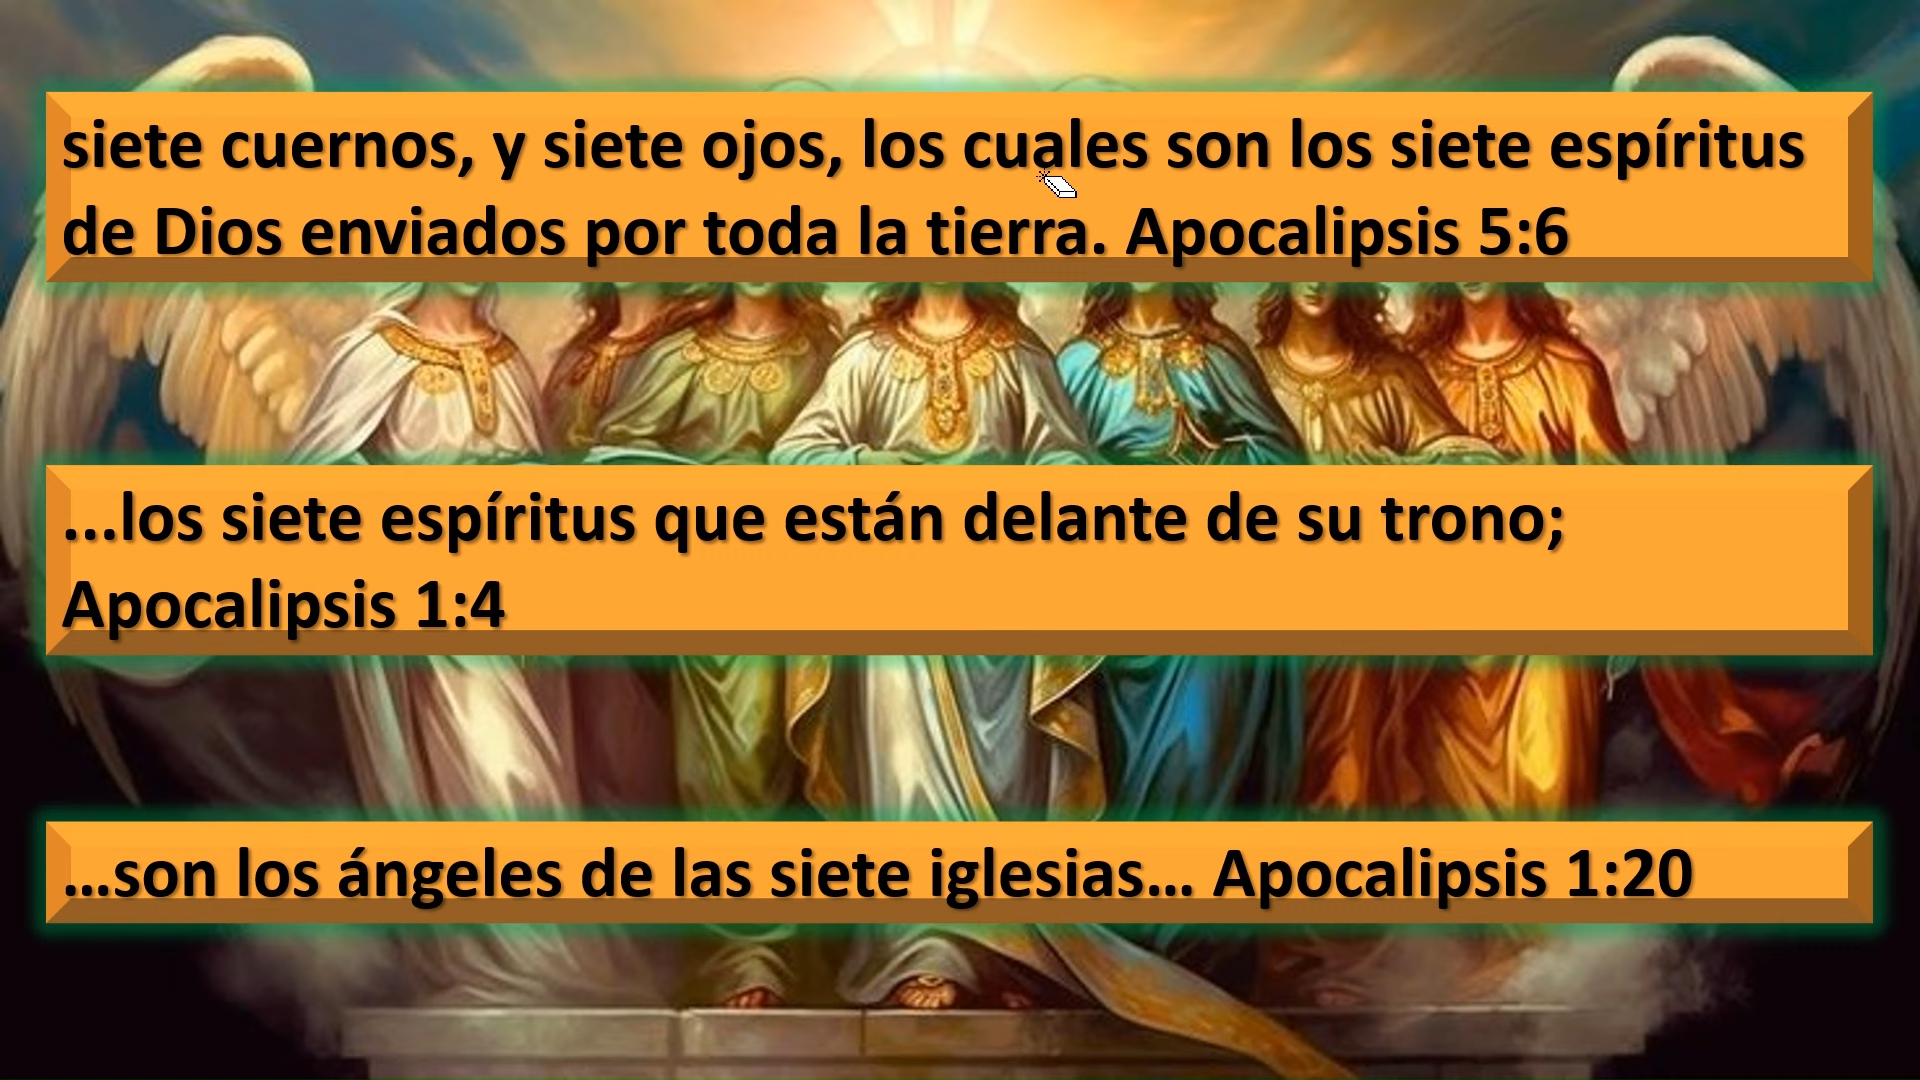 siete cuernos, y siete ojos, los cuales son los siete espíritus
de Dios enviados por toda la tierra. Apocalipsis 5:6
...los siete espíritus que están delante de su trono;
Apocalipsis 1:4
...son los ángeles de las siete iglesias... Apocalipsis 1:20